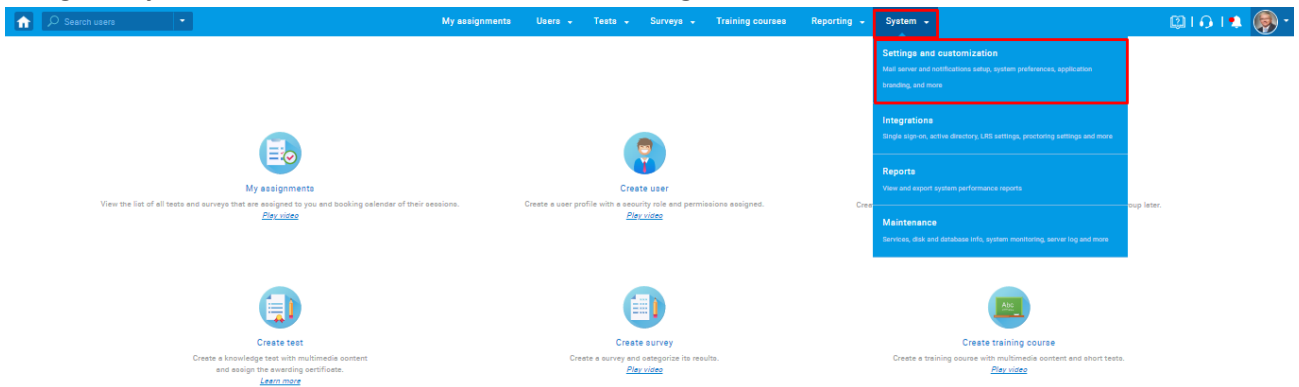 Search users
My assignments
Users
Tests
Surveys
Training courses
Reporting
System
Settings and customization
Mail server and notifications setup, system preferences, application
branding, and more
Integrations
Single sign-on, active directory, LRS settings, proctoring settings and more
Reports
View and export system performance reports
Maintenance
Services, disk and database info, system monitoring, server log and more
My assignments
View the list of all tests and surveys that are assigned to you and booking calendar of their sessions.
Play video
Create user
Create a user profile with a security role and permissions assigned.
Play video
oup later.
Create test
Create a knowledge test with multimedia content
and assign the awarding certificate.
Learn more
Create survey
Create a survey and categorize its results.
Play video
Abc
Create training course
Create a training course with multimedia content and short tests.
Play video